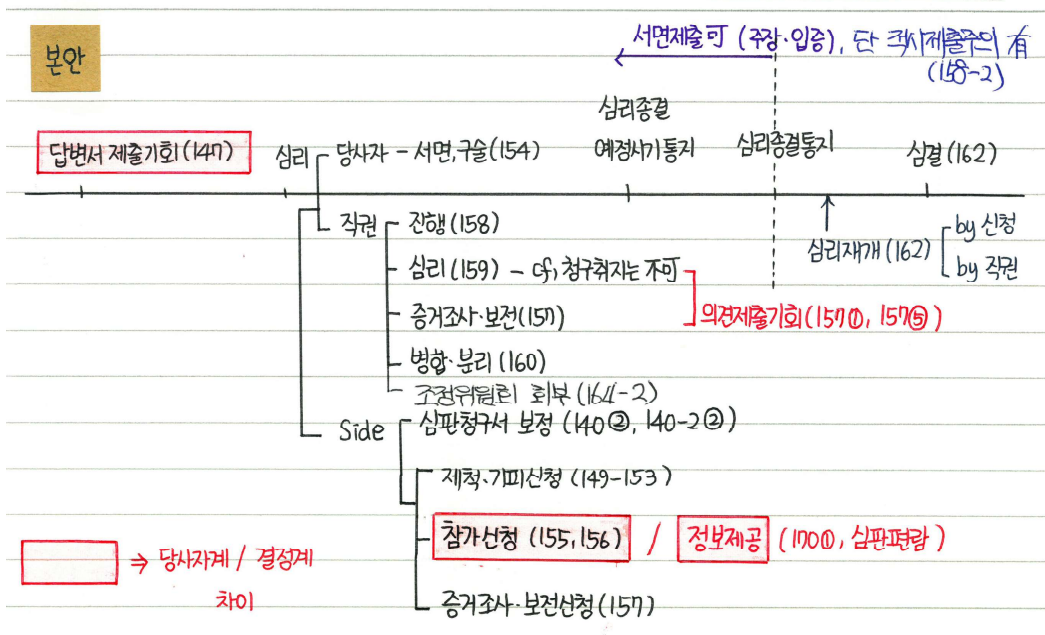 본안
서면제출可 (주장·입증), 단 적시제출주의 有
(158-2)
답변서 제출기회(147)
심리
당사자 - 서면,구술(154)
심리종결
예정시기통지
심리종결통지
심결(162)
직권
진행(158)
심리재개(162)
by 신청
by 직권
심리(159) - cf, 청구취지는 不可
증거조사·보전(157)
의견제출기회(157①, 157⑤)
병합·분리(160)
조정위원회 회부(164-2)
Side
심판청구서 보정 (140②, 140-2②)
제척·기피신청(149-153)
참가신청 (155,156) / 정보제공 (170①, 심판편람)
⇒ 당사자계 / 결정계
차이
증거조사·보전신청(157)